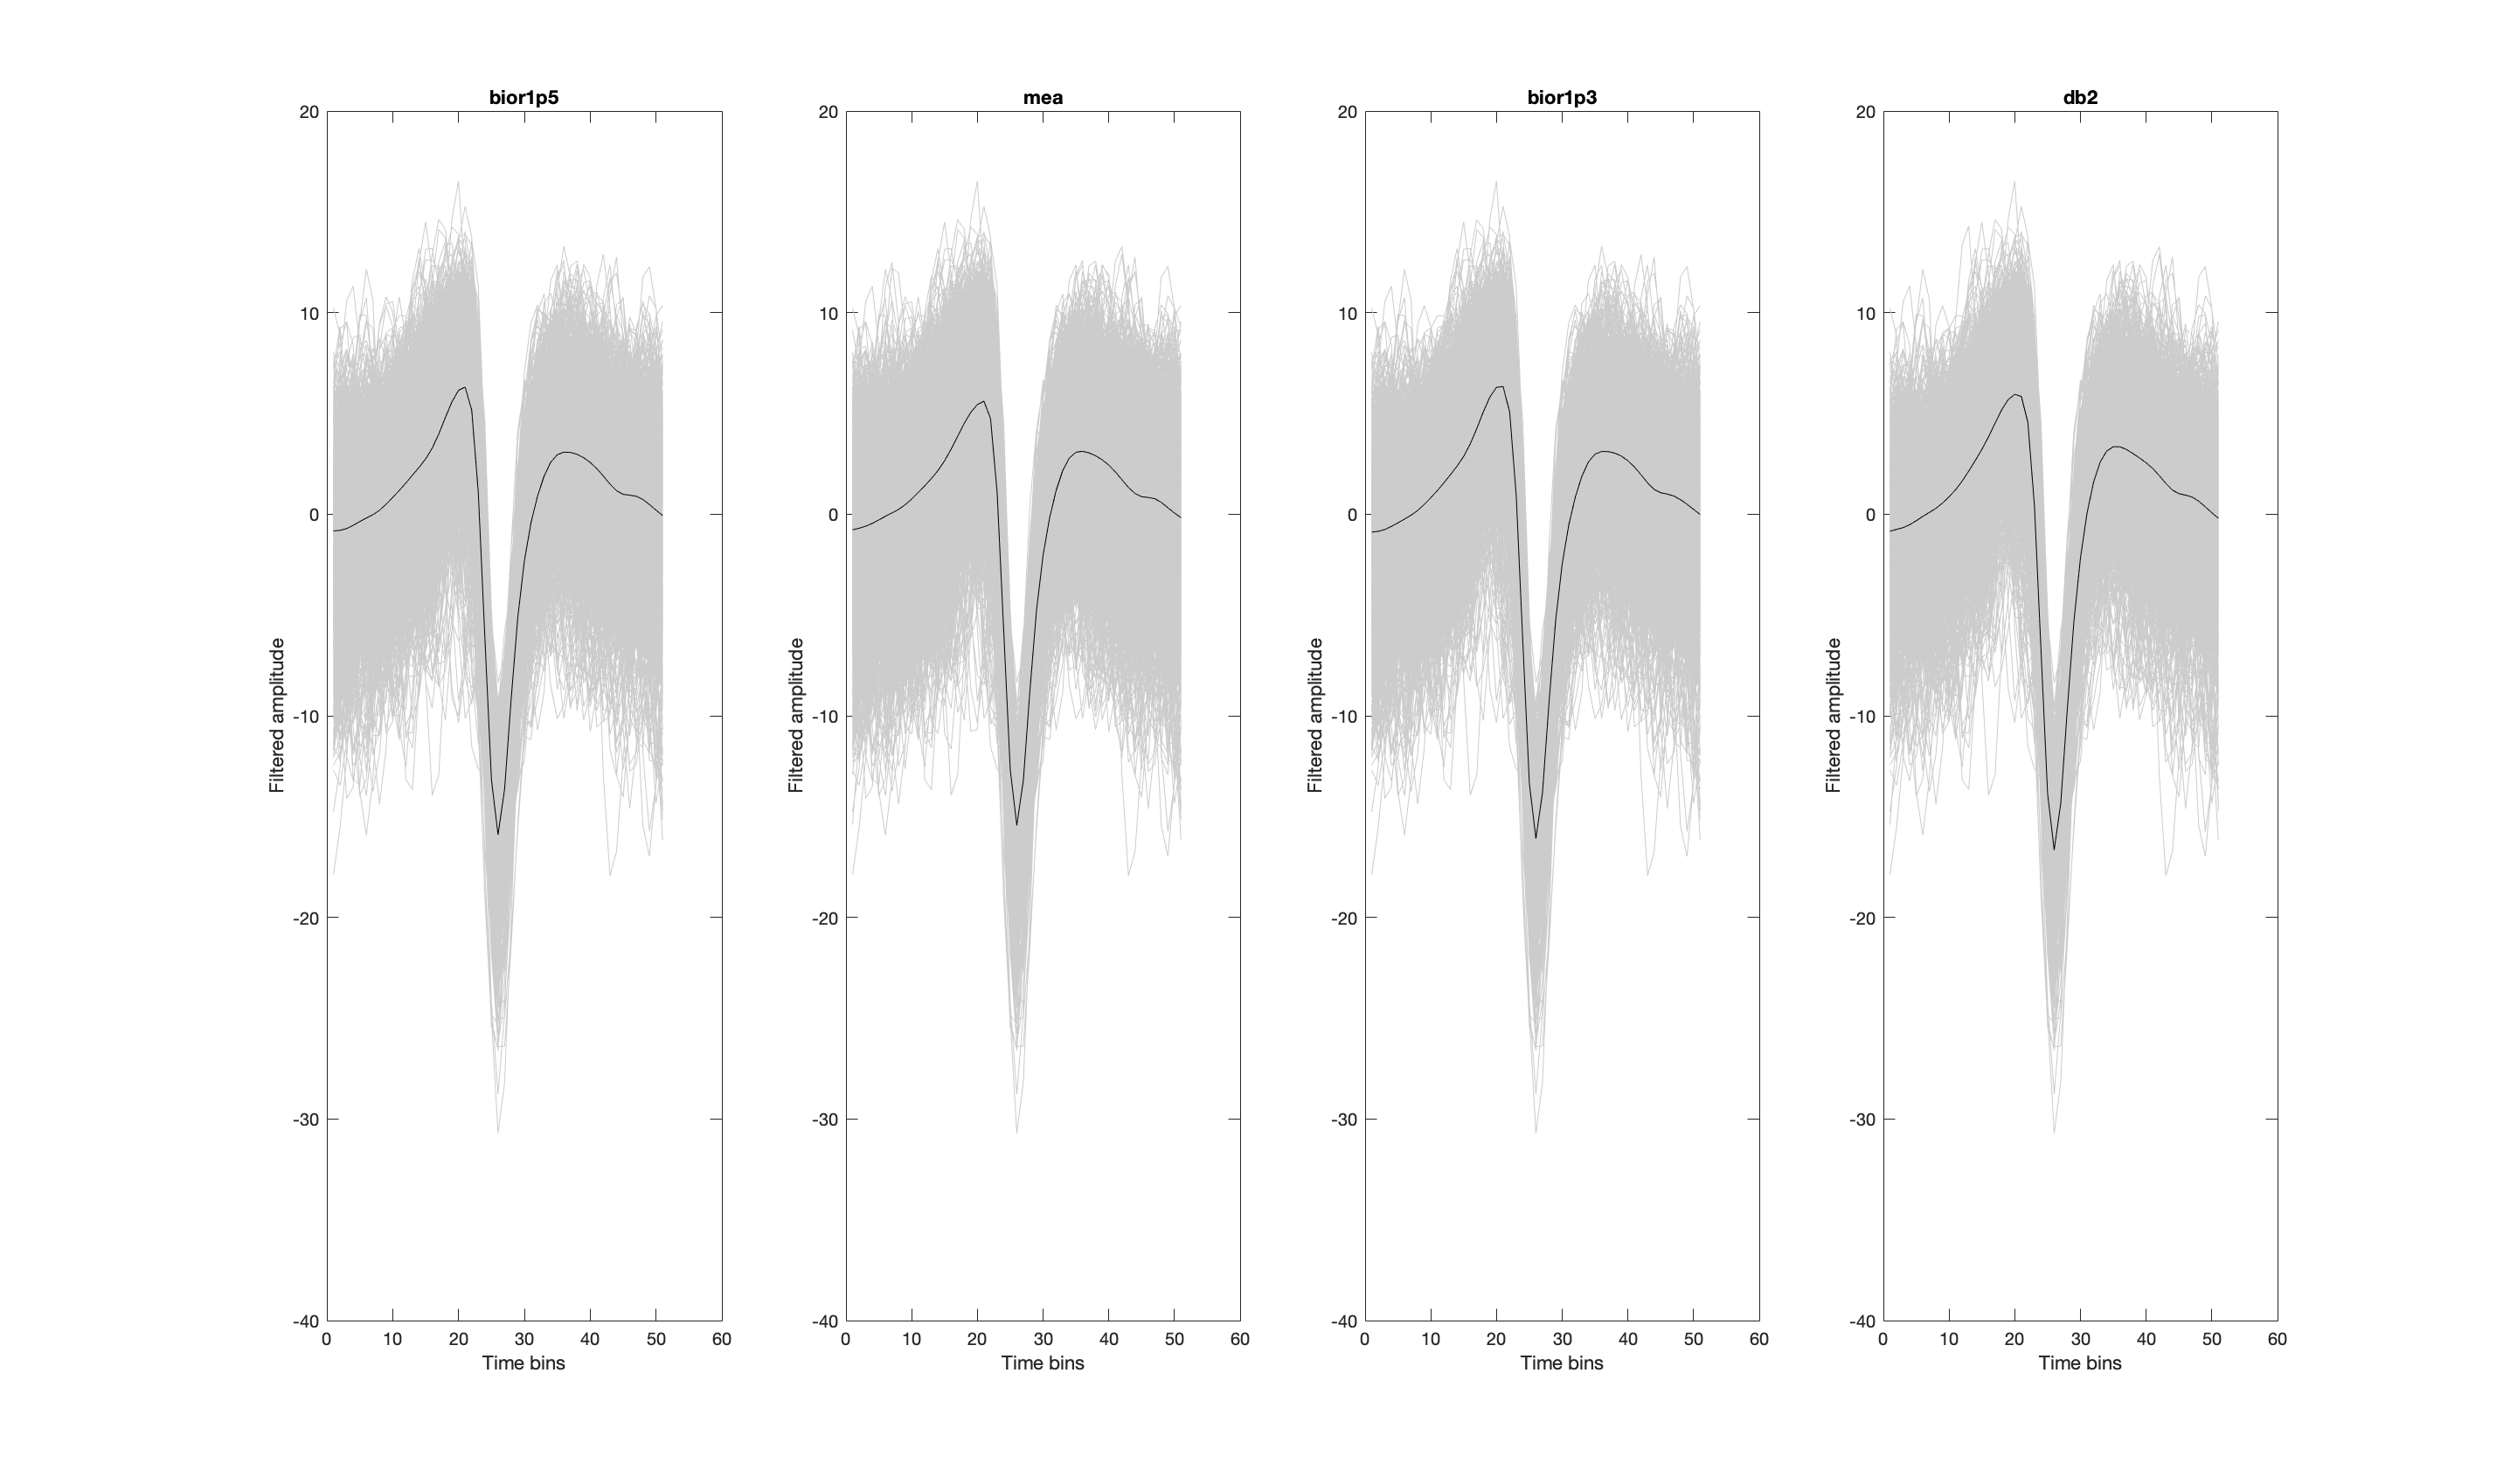 bior1p5 mea bior1p3 db2
20 20 20 20
10 10 10 10
0 0 0 0
Filtered amplitude Filtered amplitude Filtered amplitude Filtered amplitude
-10 -10 -10 -10
-20 -20 -20 -20
-30 -30 -30 -30
-40 -40 -40 -40
0 10 20 30 40 50 60 0 10 20 30 40 50 60 0 10 20 30 40 50 60 0 10 20 30 40 50 60
Time bins Time bins Time bins Time bins